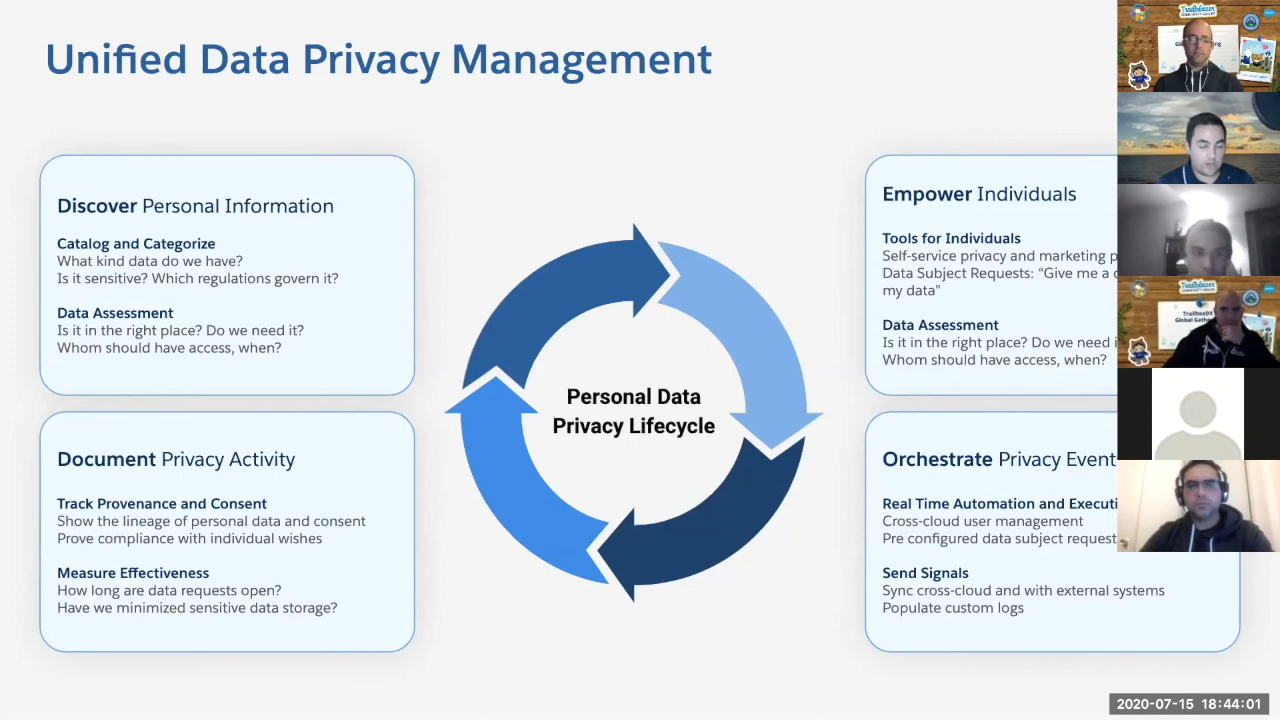 Unified Data Privacy Management
Discover Personal Information
Catalog and Categorize
What kind data do we have?
Is it sensitive? Which regulations govern it?
Data Assessment
Is it in the right place? Do we need it?
Whom should have access, when?
Document Privacy Activity
Track Provenance and Consent
Show the lineage of personal data and consent
Prove compliance with individual wishes
Measure Effectiveness
How long are data requests open?
Have we minimized sensitive data storage?
Personal Data
Privacy Lifecycle
Empower Individuals
Tools for Individuals
Self-service privacy and marketing
Data Subject Requests: “Give me a
my data”
Data Assessment
Is it in the right place? Do we need
Whom should have access, when?
Orchestrate Privacy Event
Real Time Automation and
Cross-cloud user management
Pre configured data subject request
Send Signals
Sync cross-cloud and with external systems
Populate custom logs
Trailblazer
COMMUNITY GROUPS
TrailheaDX
2020-07-15 18:44:01